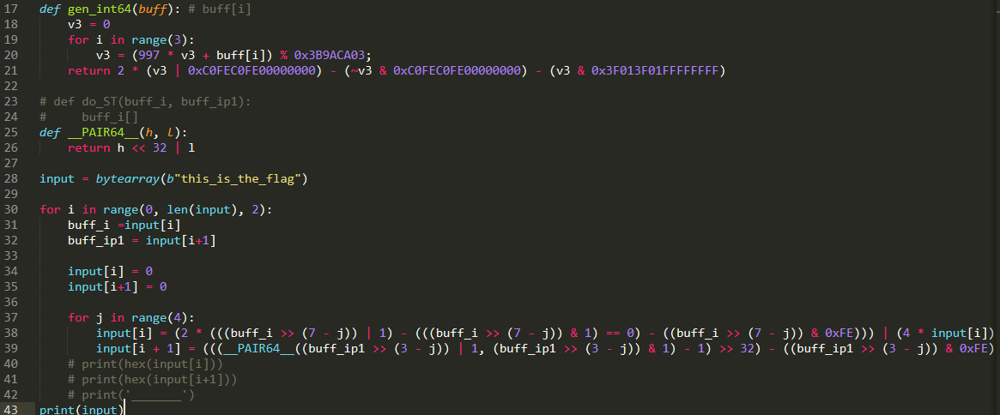 17 def gen_int64(buff): # buff[i]
18     v3 = 0
19     for i in range(3):
20         v3 = (997 * v3 + buff[i]) % 0x3B9ACA03;
21     return 2 * (v3 | 0xC0FEC0FE00000000) - (~v3 & 0xC0FEC0FE00000000) - (v3 & 0x3F013F01FFFFFFFF)
22
23 # def do_ST(buff_i, buff_ip1):
24 #     buff_i[]
25 def __PAIR64__(h, l):
26     return h << 32 | l
27
28 input = bytearray(b"this_is_the_flag")
29
30 for i in range(0, len(input), 2):
31     buff_i =input[i]
32     buff_ip1 = input[i+1]
33
34     input[i] = 0
35     input[i+1] = 0
36
37     for j in range(4):
38         input[i] = (2 * (((buff_i >> (7 - j)) | 1) - (((buff_i >> (7 - j)) & 1) == 0) - ((buff_i >> (7 - j)) & 0xFE))) | (4 * input[i])
39         input[i + 1] = (((__PAIR64__((buff_ip1 >> (3 - j)) | 1, (buff_ip1 >> (3 - j)) & 1) - 1) >> 32) - ((buff_ip1 >> (3 - j)) & 0xFE)
40     # print(hex(input[i]))
41     # print(hex(input[i+1]))
42     # print('_______')
43 print(input)